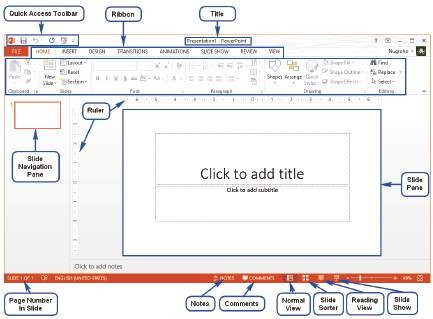 Quick Access Toolbar
Ribbon
Title
Presentation1 - PowerPoint
FILE HOME INSERT DESIGN TRANSITIONS ANIMATIONS SLIDE SHOW REVIEW VIEW Nugroho
Paste
New Slide
Layout
Reset
Section
Shapes
Arrange
Quick Styles
Shape Fill
Shape Outline
Shape Effects
Find
Replace
Select
Clipboard Slides Font Paragraph Drawing Editing
1
Ruler
Slide Navigation Pane
Click to add title
Click to add subtitle
Slide Pane
Click to add notes
SLIDE 1 OF 1 ENGLISH (UNITED STATES) NOTES COMMENTS 49%
Page Number In Slide
Notes
Comments
Normal View
Slide Sorter
Reading View
Slide Show